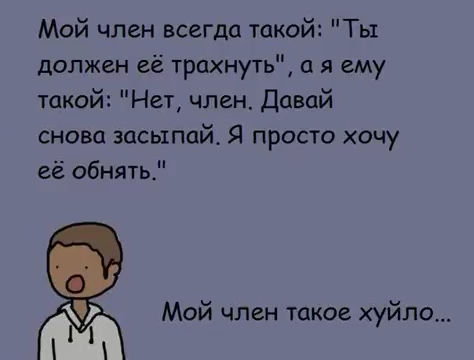 Мой член всегда такой: "Ты
должен её трахнуть", а я ему
такой: "Нет, член. Давай
снова засыпай. Я просто хочу
её обнять."
Мой член такое хуйло...